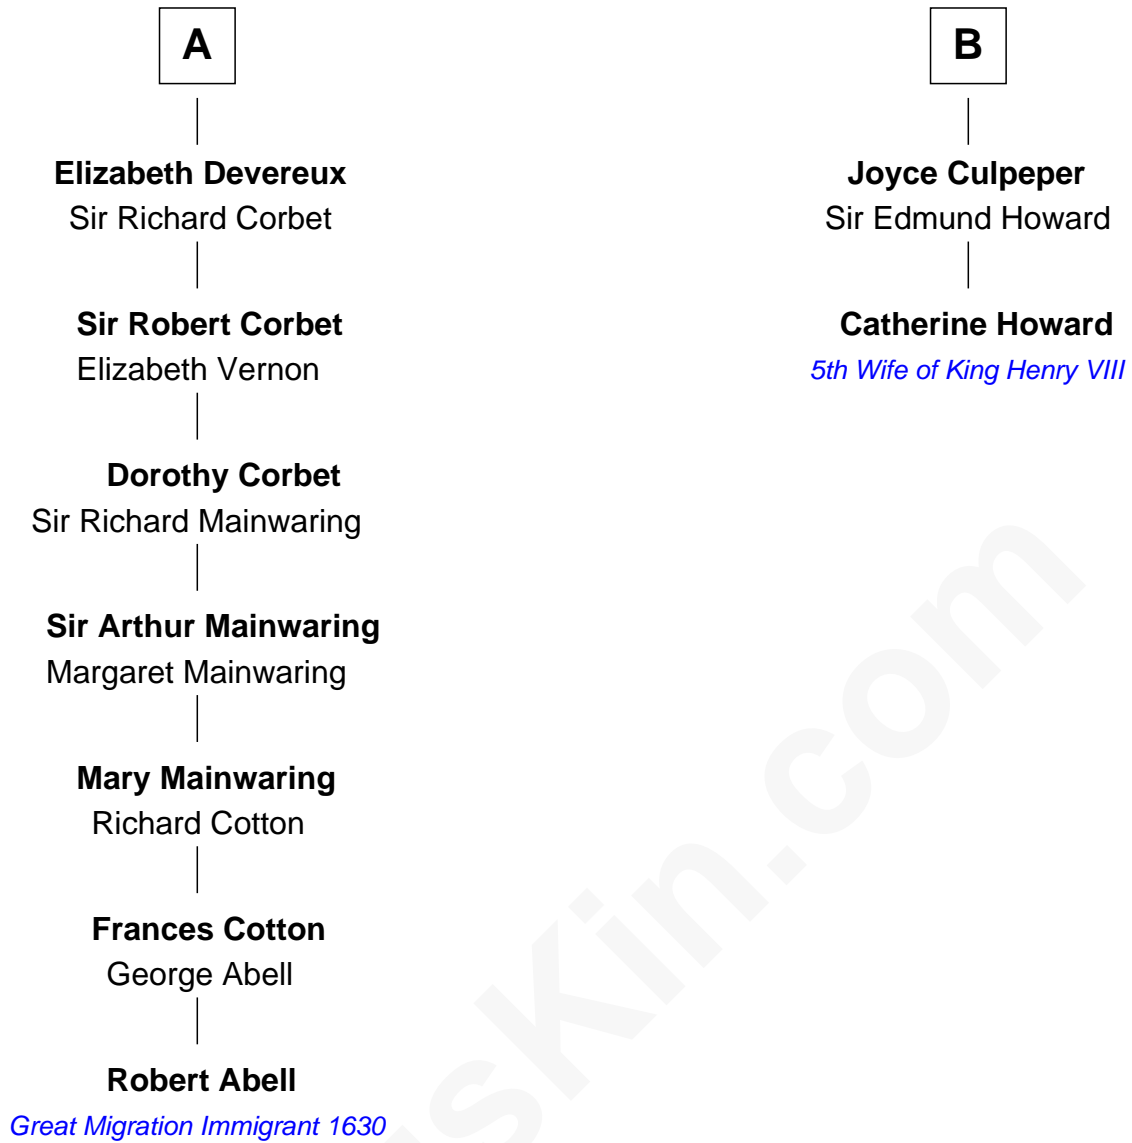 A
Elizabeth Devereux
Sir Richard Corbet
Sir Robert Corbet
Elizabeth Vernon
Dorothy Corbet
Sir Richard Mainwaring
Sir Arthur Mainwaring
Margaret Mainwaring
Mary Mainwaring
Richard Cotton
Frances Cotton
George Abell
Robert Abell
Great Migration Immigrant 1630
B
Joyce Culpeper
Sir Edmund Howard
Catherine Howard
5th Wife of King Henry VIII
sKin.com